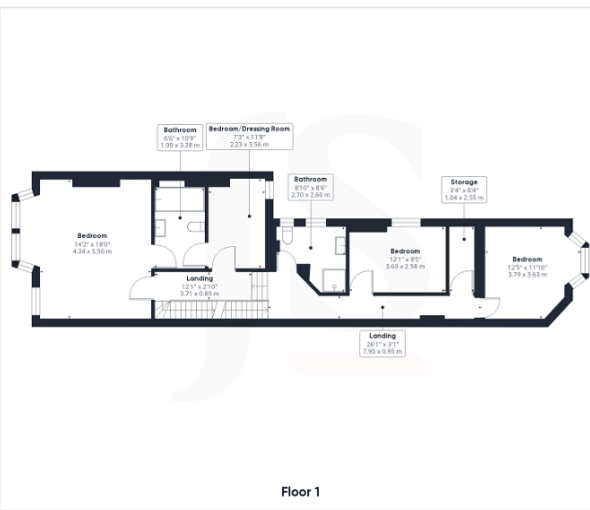 Bathroom
6'6" x 10'9"
1.99 x 3.28 m
Bedroom/Dressing Room
7'3" x 11'8"
2.23 x 3.56 m
Bathroom
8'10" x 8'6"
2.70 x 2.60 m
Storage
3'4" x 8'4"
1.04 x 2.55 m
Bedroom
14'2" x 18'0"
4.34 x 5.50 m
Bedroom
12'1" x 8'5"
3.69 x 2.58 m
Bedroom
12'5" x 11'10"
3.79 x 3.63 m
Landing
12'1" x 2'10"
3.71 x 0.89 m
Landing
26'1" x 3'1"
7.95 x 0.95 m
Floor 1